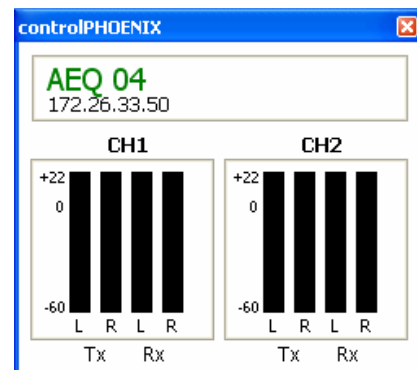 controlPHOENIX
AEQ 04
172.26.33.50
CH1 CH2
+22 +22
0 0
-60 -60
L R L R L R L R
Tx Rx Tx Rx